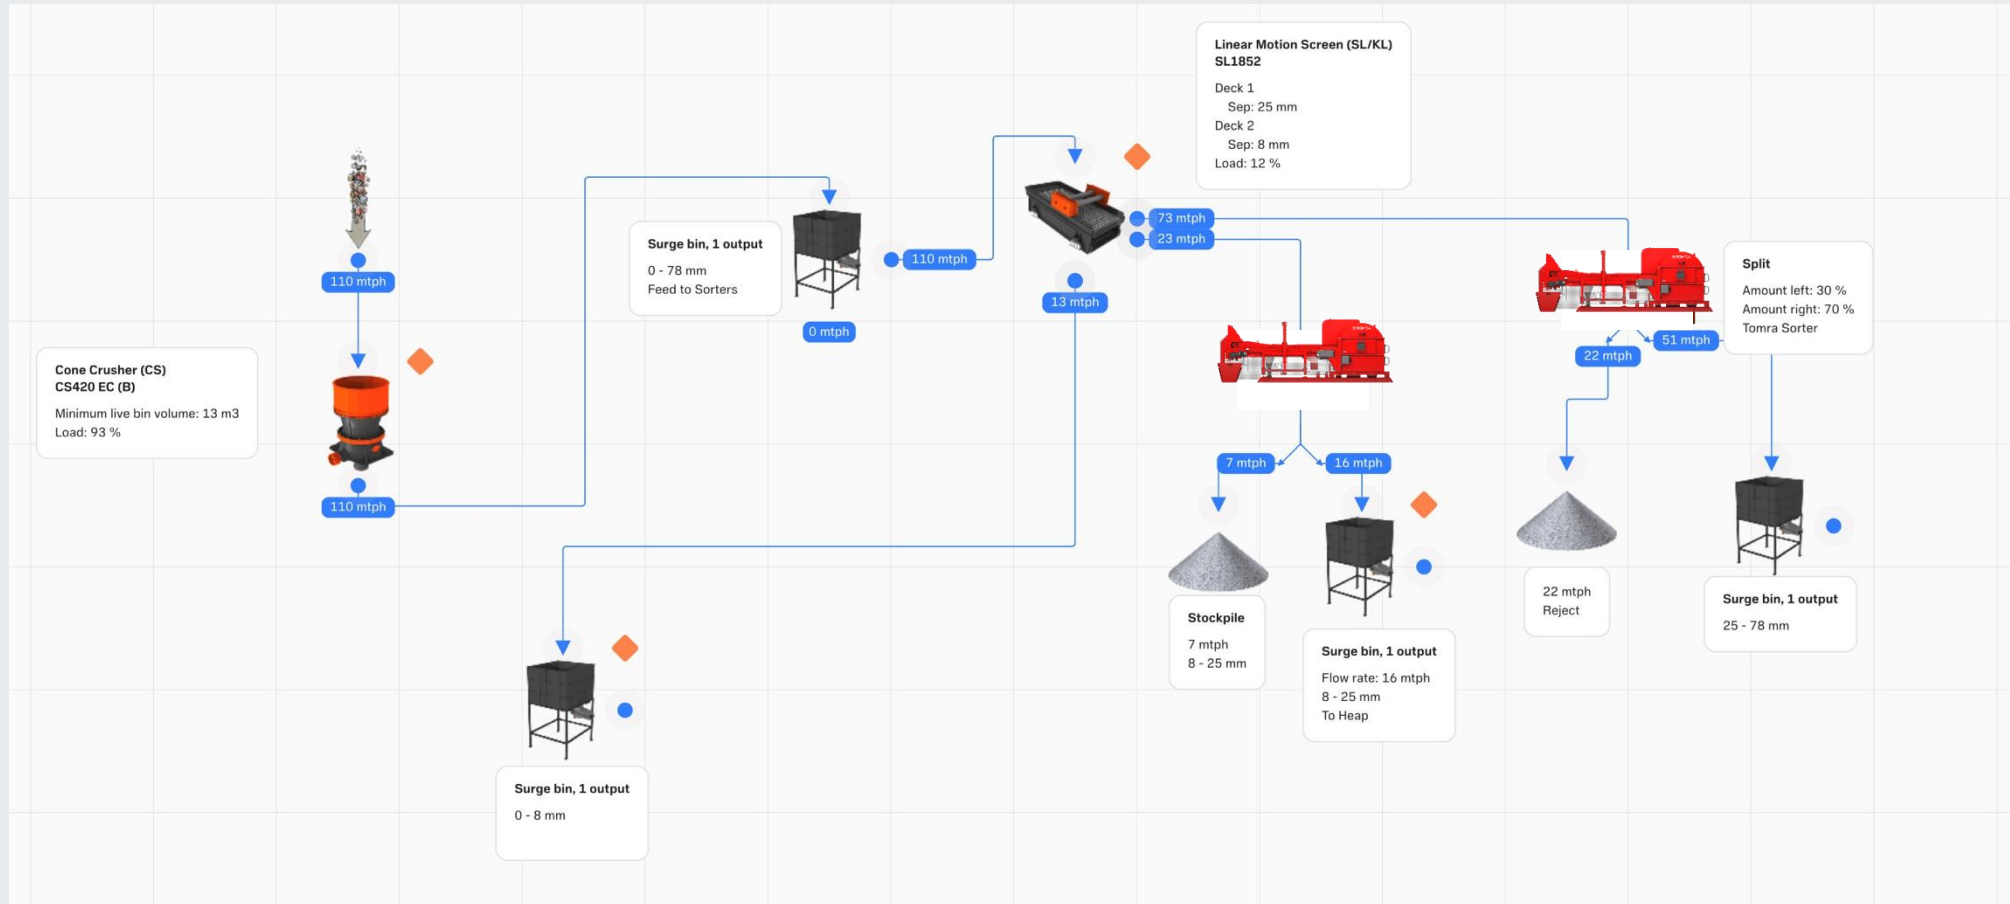 Linear Motion Screen (SL/KL)
SL1852
Deck 1
Sep: 25 mm
Deck 2
Sep: 8 mm
Load: 12 %
73 mtph
23 mtph
110 mtph
Surge bin, 1 output
0 - 78 mm
Feed to Sorters
110 mtph
0 mtph
13 mtph
Split
Amount left: 30 %
Amount right: 70 %
Tomra Sorter
51 mtph
22 mtph
Cone Crusher (CS)
CS420 EC (B)
Minimum live bin volume: 13 m3
Load: 93 %
110 mtph
7 mtph
16 mtph
Stockpile
7 mtph
8 - 25 mm
Surge bin, 1 output
Flow rate: 16 mtph
8 - 25 mm
To Heap
22 mtph
Reject
Surge bin, 1 output
25 - 78 mm
Surge bin, 1 output
0 - 8 mm